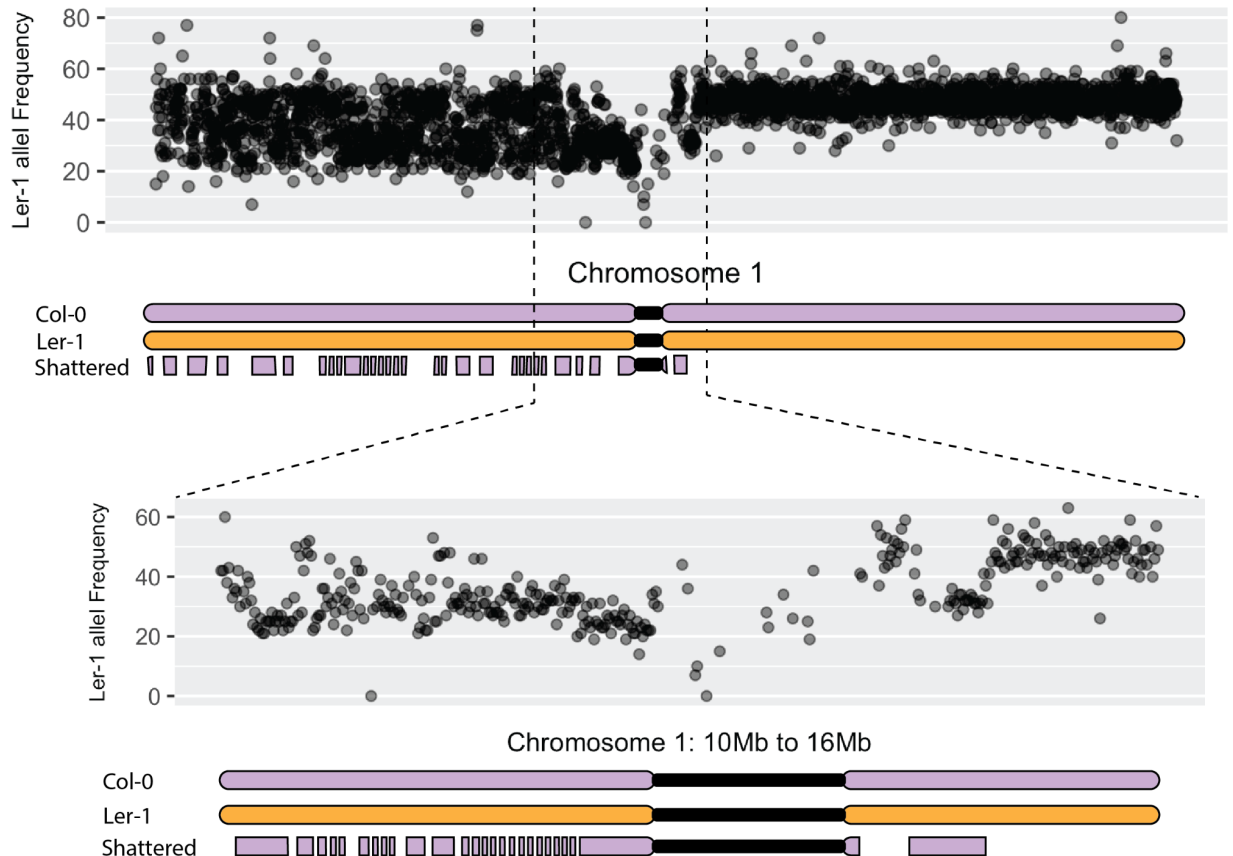 80
60
40
20
0
Ler-1 allel Frequency
Chromosome 1
Col-0
Ler-1
Shattered
60
40
20
0
Ler-1 allel Frequency
Chromosome 1: 10Mb to 16Mb
Col-0
Ler-1
Shattered